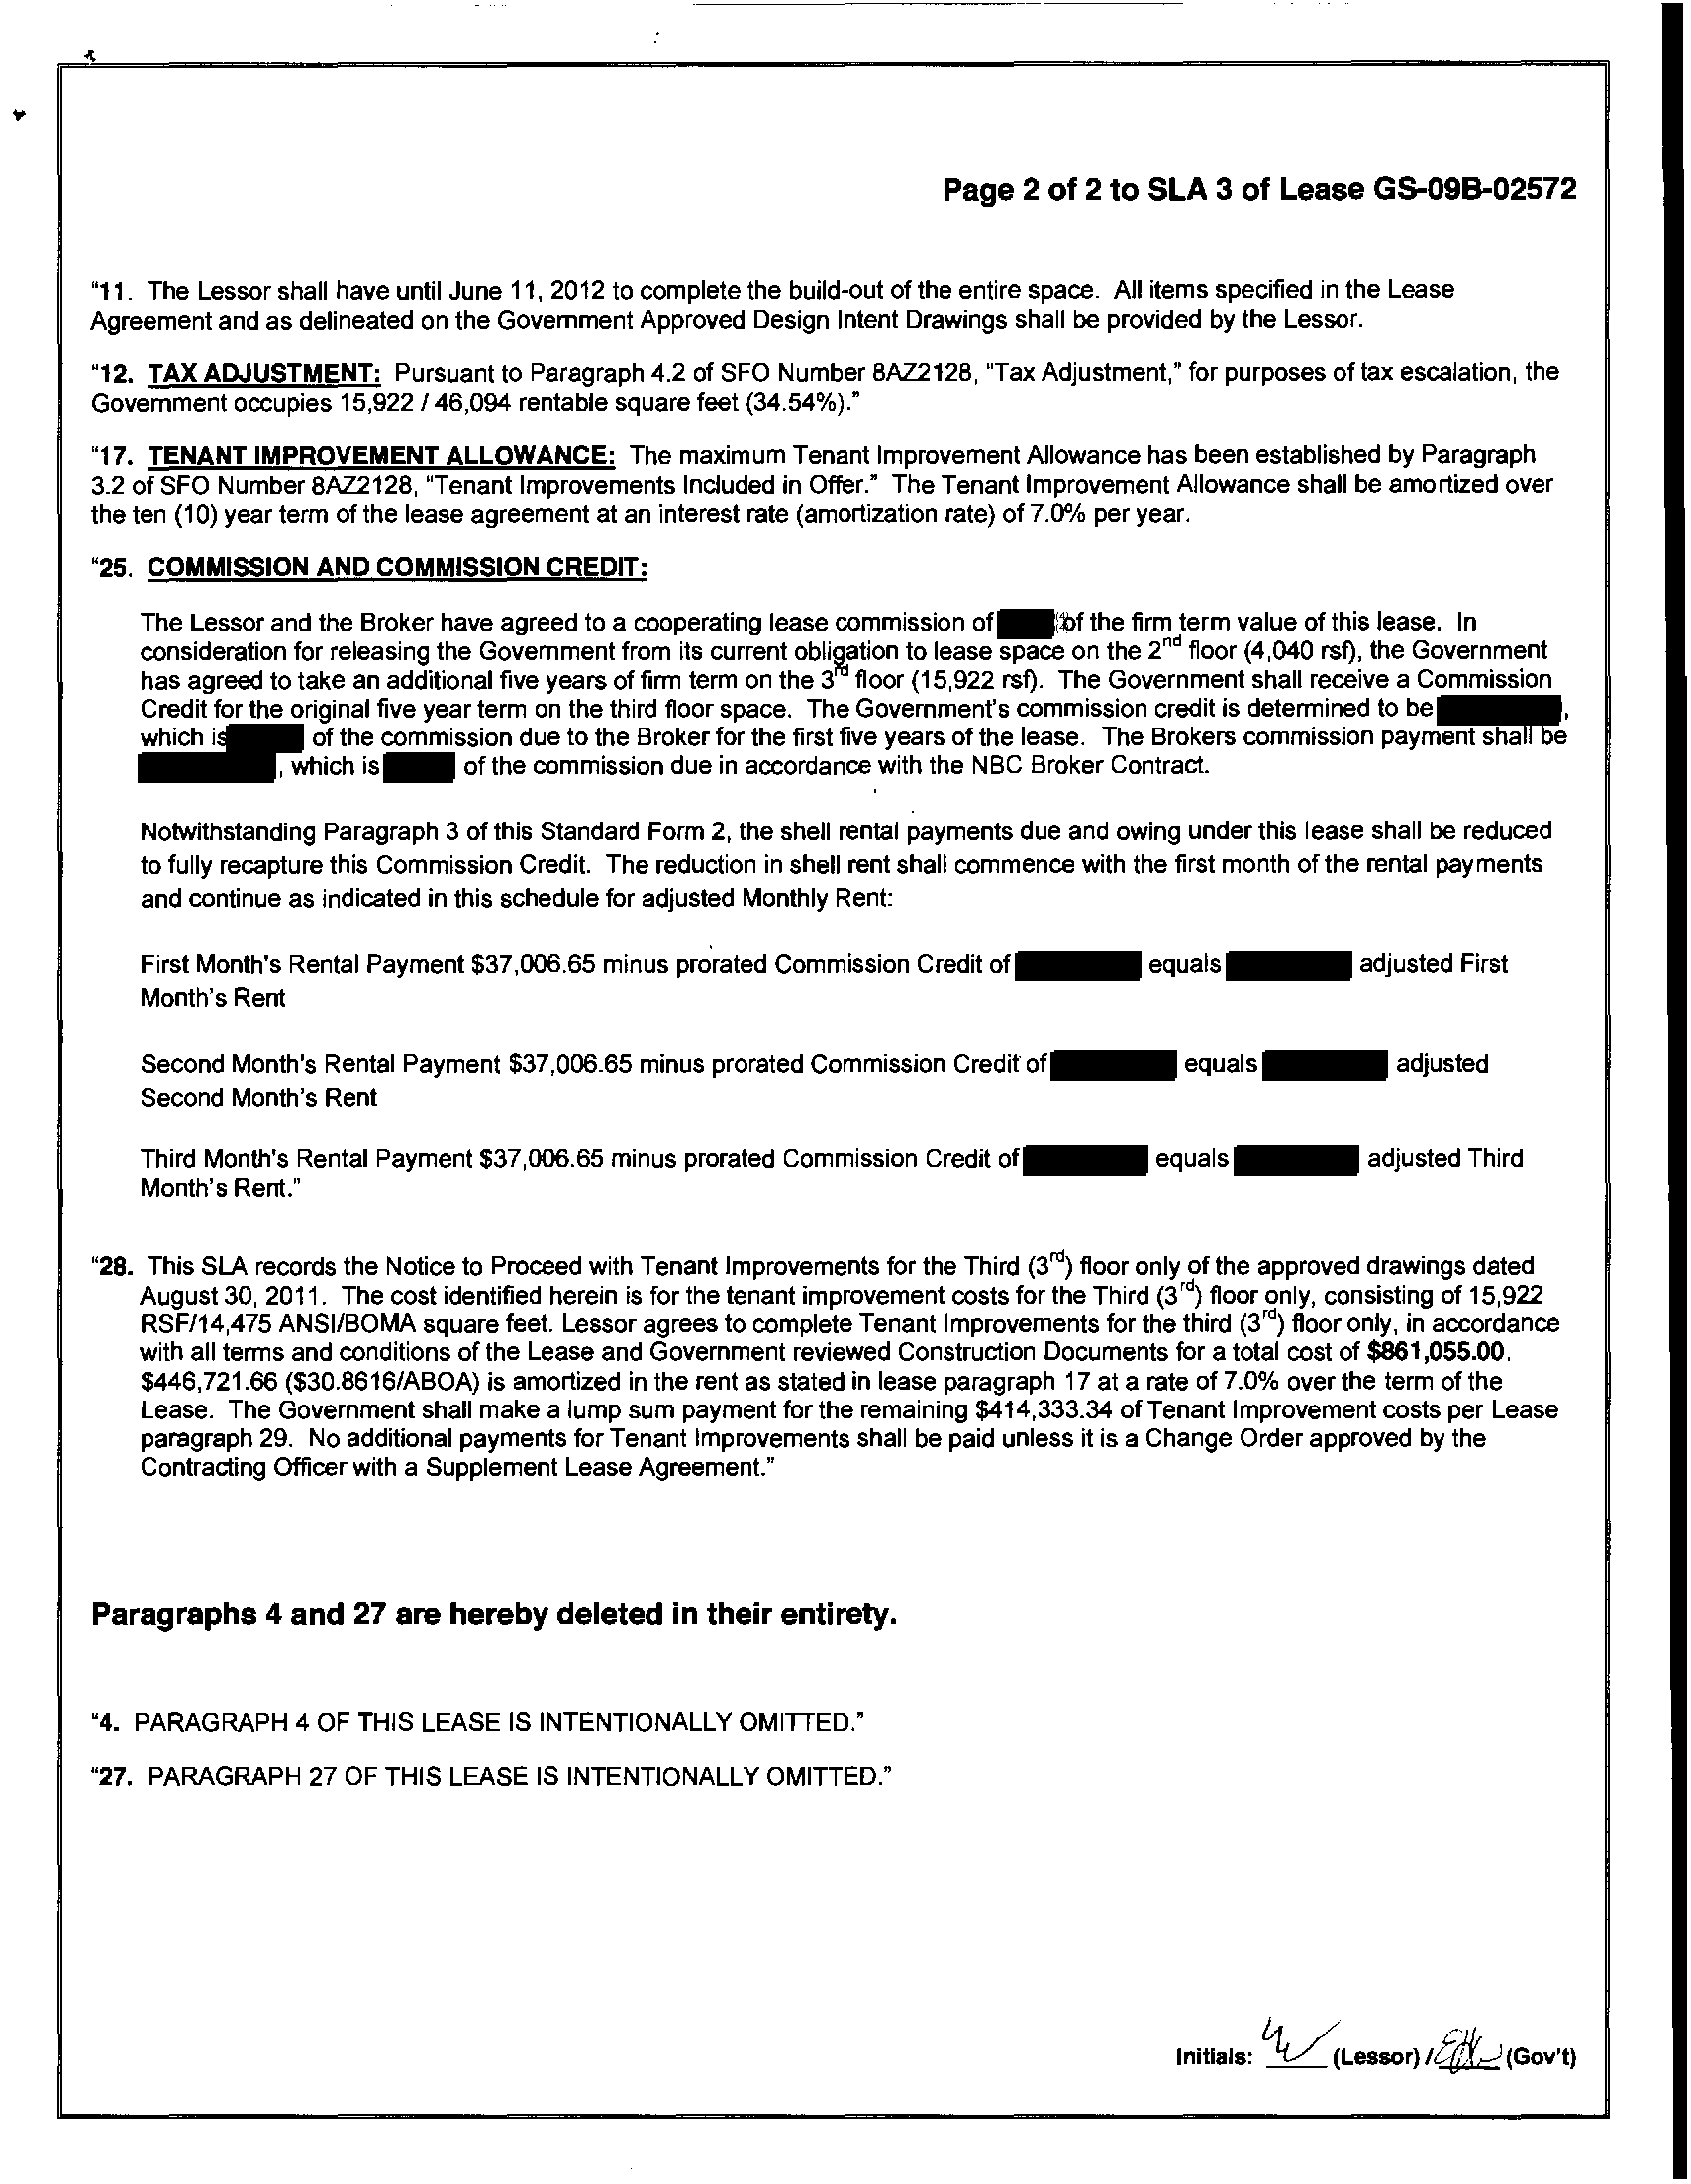 Page 2 of 2 to SLA 3 of Lease GS-09B-02572
"11. The Lessor shall have until June 11, 2012 to complete the build-out of the entire space. All items specified in the Lease
Agreement and as delineated on the Government Approved Design Intent Drawings shall be provided by the Lessor.
"12. TAX ADJUSTMENT: Pursuant to Paragraph 4.2 of SFO Number 8AZ2128, "Tax Adjustment," for purposes of tax escalation, the
Government occupies 15,922 / 46,094 rentable square feet (34.54%)."
"17. TENANT IMPROVEMENT ALLOWANCE: The maximum Tenant Improvement Allowance has been established by Paragraph
3.2 of SFO Number 8AZ2128, "Tenant Improvements Included in Offer." The Tenant Improvement Allowance shall be amortized over
the ten (10) year term of the lease agreement at an interest rate (amortization rate) of 7.0% per year.
"25. COMMISSION AND COMMISSION CREDIT:
The Lessor and the Broker have agreed to a cooperating lease commission of of the firm term value of this lease. In
consideration for releasing the Government from its current obligation to lease space on the 2nd floor (4,040 rsf), the Government
has agreed to take an additional five years of firm term on the 3rd floor (15,922 rsf). The Government shall receive a Commission
Credit for the original five year term on the third floor space. The Government's commission credit is determined to be ,
which is of the commission due to the Broker for the first five years of the lease. The Brokers commission payment shall be
, which is of the commission due in accordance with the NBC Broker Contract.
Notwithstanding Paragraph 3 of this Standard Form 2, the shell rental payments due and owing under this lease shall be reduced
to fully recapture this Commission Credit. The reduction in shell rent shall commence with the first month of the rental payments
and continue as indicated in this schedule for adjusted Monthly Rent:
First Month's Rental Payment $37,006.65 minus prorated Commission Credit of equals adjusted First
Month's Rent
Second Month's Rental Payment $37,006.65 minus prorated Commission Credit of equals adjusted
Second Month's Rent
Third Month's Rental Payment $37,006.65 minus prorated Commission Credit of equals adjusted Third
Month's Rent."
"28. This SLA records the Notice to Proceed with Tenant Improvements for the Third (3rd) floor only of the approved drawings dated
August 30, 2011. The cost identified herein is for the tenant improvement costs for the Third (3rd) floor only, consisting of 15,922
RSF/14,475 ANSI/BOMA square feet. Lessor agrees to complete Tenant Improvements for the third (3rd) floor only, in accordance
with all terms and conditions of the Lease and Government reviewed Construction Documents for a total cost of $861,055.00.
$446,721.66 ($30.8616/ABOA) is amortized in the rent as stated in lease paragraph 17 at a rate of 7.0% over the term of the
Lease. The Government shall make a lump sum payment for the remaining $414,333.34 of Tenant Improvement costs per Lease
paragraph 29. No additional payments for Tenant Improvements shall be paid unless it is a Change Order approved by the
Contracting Officer with a Supplement Lease Agreement."
Paragraphs 4 and 27 are hereby deleted in their entirety.
"4. PARAGRAPH 4 OF THIS LEASE IS INTENTIONALLY OMITTED."
"27. PARAGRAPH 27 OF THIS LEASE IS INTENTIONALLY OMITTED."
Initials: (Lessor) / (Gov't)